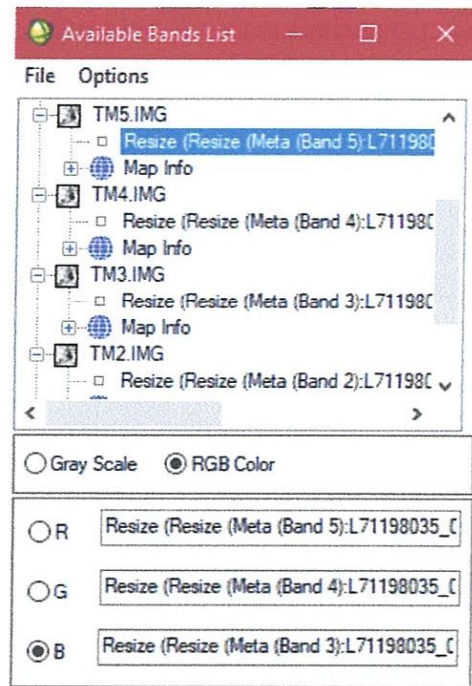 Available Bands List
File Options
TM5.IMG
Resize (Resize (Meta (Band 5):L711980
Map Info
TM4.IMG
Resize (Resize (Meta (Band 4):L71198(
Map Info
TM3.IMG
Resize (Resize (Meta (Band 3):L71198(
Map Info
TM2.IMG
Resize (Resize (Meta (Band 2):L71198(
Gray Scale RGB Color
R Resize (Resize (Meta (Band 5):L71198035_(
G Resize (Resize (Meta (Band 4):L71198035_(
B Resize (Resize (Meta (Band 3):L71198035_(